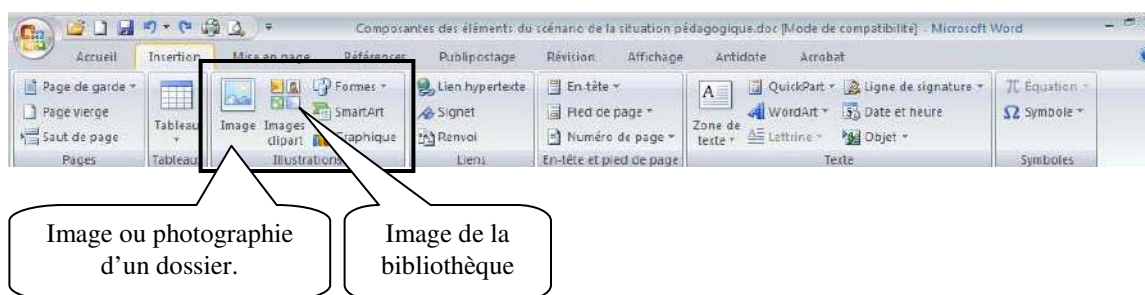 Composantes des éléments du scénario de la situation pédagogique.doc [Mode de compatibilité] - Microsoft Word
Accueil Insertion Mise en page Références Publipostage Révision Affichage Antidote Acrobat
Page de garde Formes Lien hypertexte En-tête QuickPart Ligne de signature Équation
Page vierge SmartArt Signet Pied de page WordArt Date et heure Symbole
Saut de page Tableau Image Images clipart Graphique Renvoi Numéro de page Zone de texte Lettrine Objet
Pages Tableau Illustrations Liens En-tête et pied de page Texte Symboles
Image ou photographie
d’un dossier.
Image de la
bibliothèque